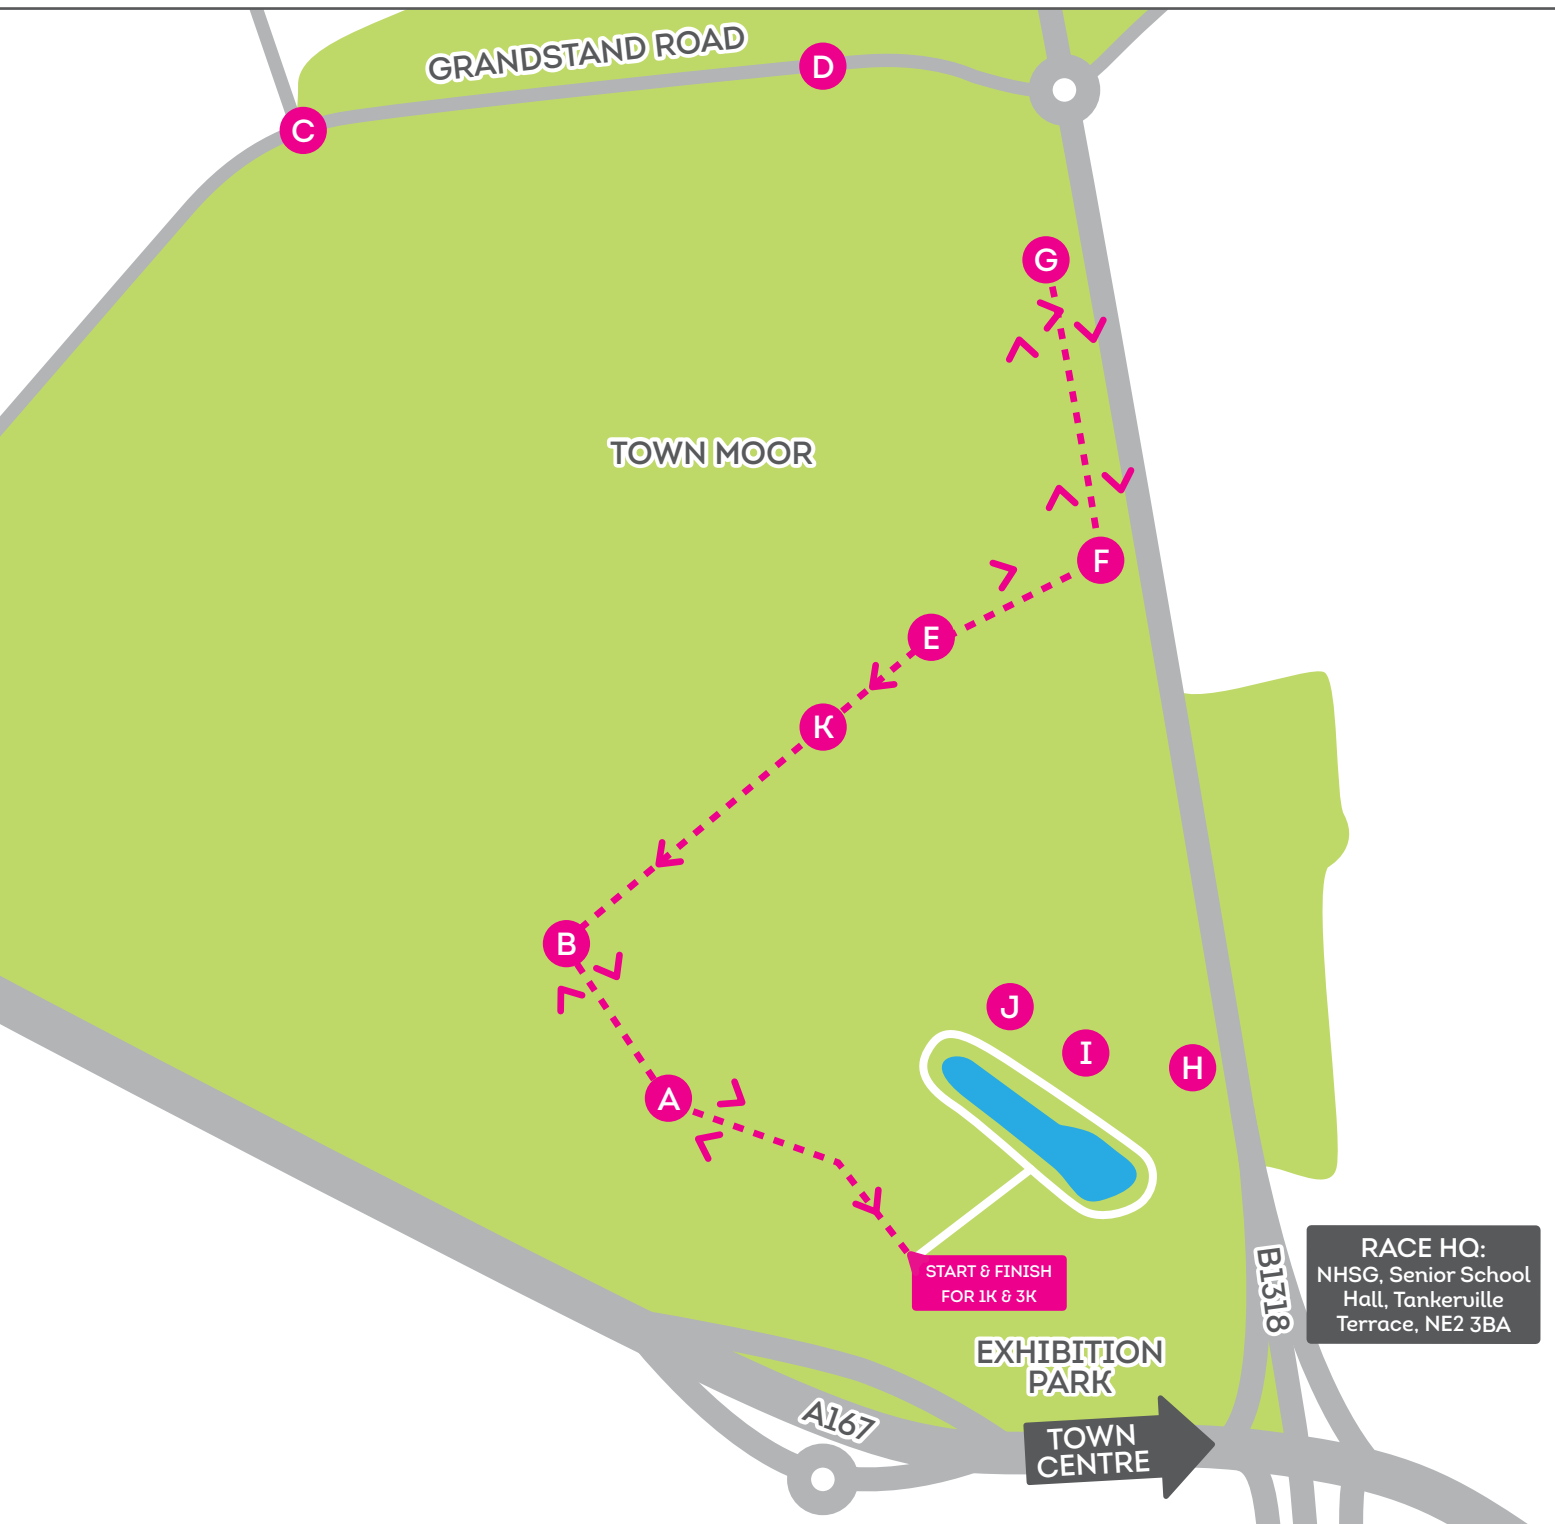 GRANDSTAND ROAD
D
C
G
TOWN MOOR
F
E
K
B
J
I
H
A
START & FINISH
FOR 1K & 3K
B1318
RACE HQ:
NHSG, Senior School
Hall, Tankerville
Terrace, NE2 3BA
EXHIBITION
PARK
A167
TOWN
CENTRE